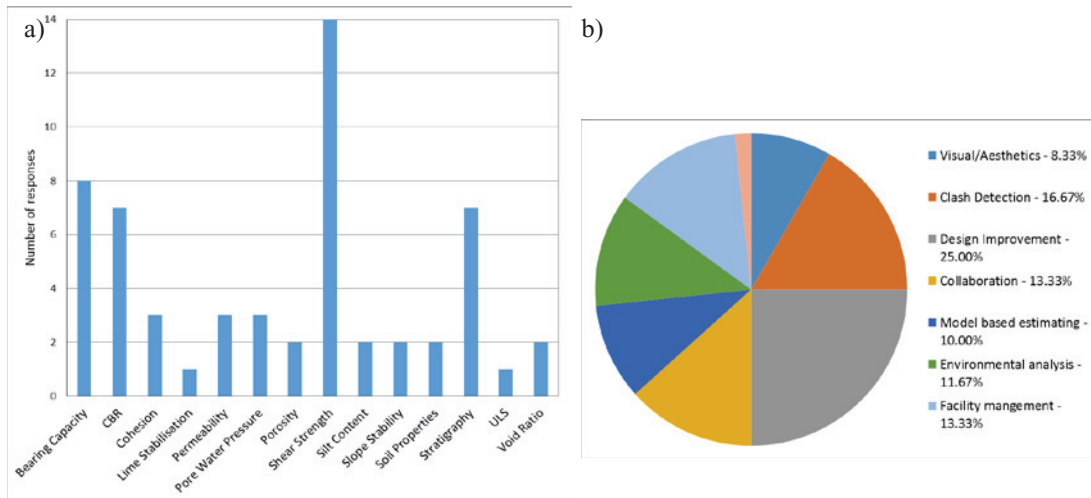 a)
14
12
10
8
6
4
2
0
Number of responses
Bearing Capacity
CBR
Cohesion
Lime Stabilisation
Permeability
Pore Water Pressure
Porosity
Shear Strength
Silt Content
Slope Stability
Soil Properties
Stratigraphy
ULS
Void Ratio
b)
Visual/Aesthetics - 8.33%
Clash Detection - 16.67%
Design Improvement -
25.00%
Collaboration - 13.33%
Model based estimating -
10.00%
Environmental analysis -
11.67%
Facility mangement -
13.33%